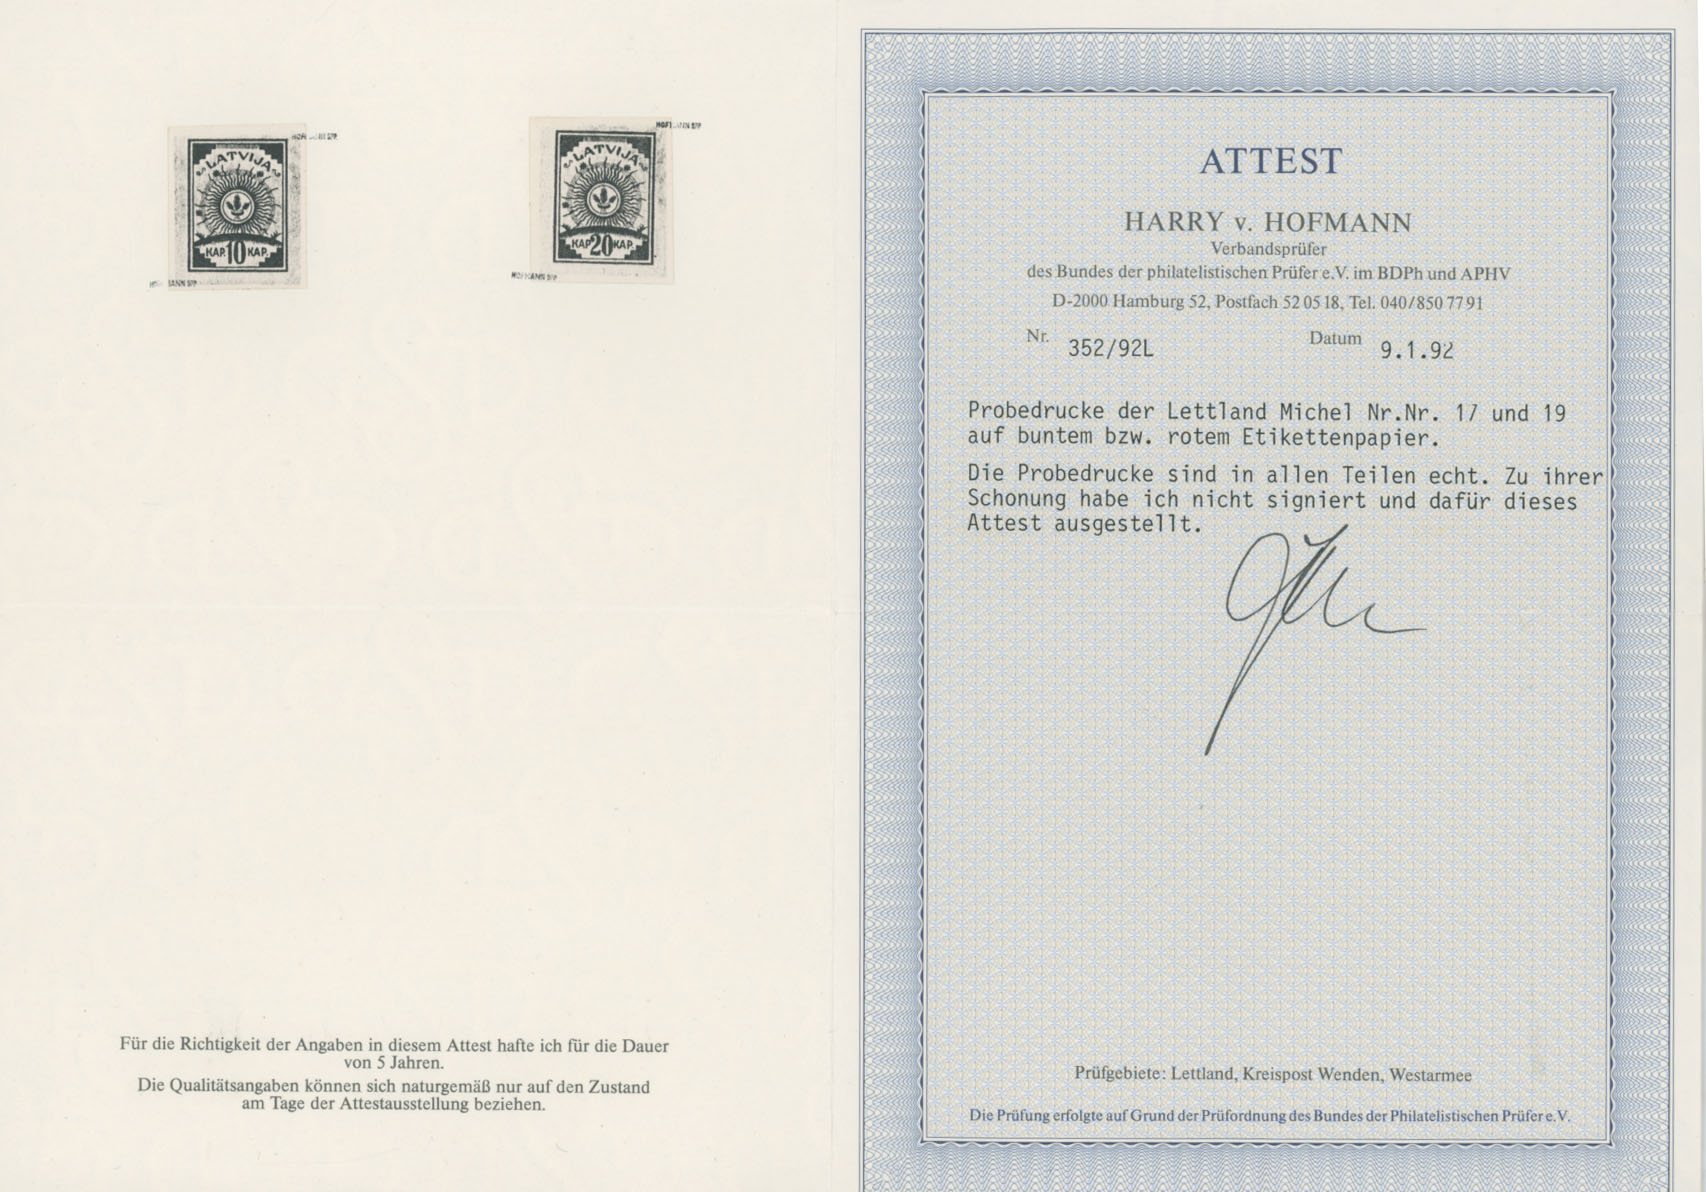 LATVIJA
KAP. 10 KAP.
LATVIJA
KAP 20 KAP.
Für die Richtigkeit der Angaben in diesem Attest hafte ich für die Dauer
von 5 Jahren.
Die Qualitätsangaben können sich naturgemäß nur auf den Zustand
am Tage der Attestausstellung beziehen.
ATTEST
HARRY v. HOFMANN
Verbandsprüfer
des Bundes der philatelistischen Prüfer e.V. im BDPh und APHV
D-2000 Hamburg 52, Postfach 52 05 18, Tel. 040/850 77 91
Nr. 352/92L Datum 9.1.92
Probedrucke der Lettland Michel Nr.Nr. 17 und 19
auf buntem bzw. rotem Etikettenpapier.
Die Probedrucke sind in allen Teilen echt. Zu ihrer
Schonung habe ich nicht signiert und dafür dieses
Attest ausgestellt.
Prüfgebiete: Lettland, Kreispost Wenden, Westarmee
Die Prüfung erfolgte auf Grund der Prüfordnung des Bundes der Philatelistischen Prüfer e.V.